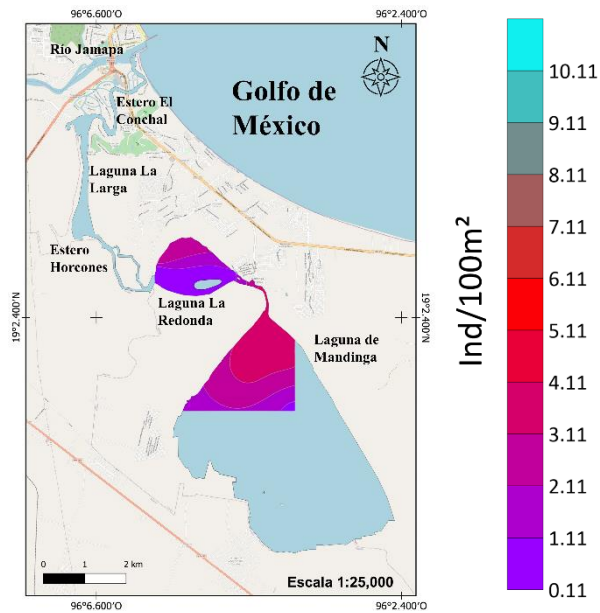 96°6.600'O
96°2.400'O
Río Jamapa
N
Estero El
Conchal
Golfo de
México
Laguna La
Larga
Estero
Horcones
Laguna La
Redonda
19°2.400'N
19°2.400'N
Laguna de
Mandinga
0
1
2 km
Escala 1:25,000
96°6.600'O
96°2.400'O
Ind/100m²
10.11
9.11
8.11
7.11
6.11
5.11
4.11
3.11
2.11
1.11
0.11